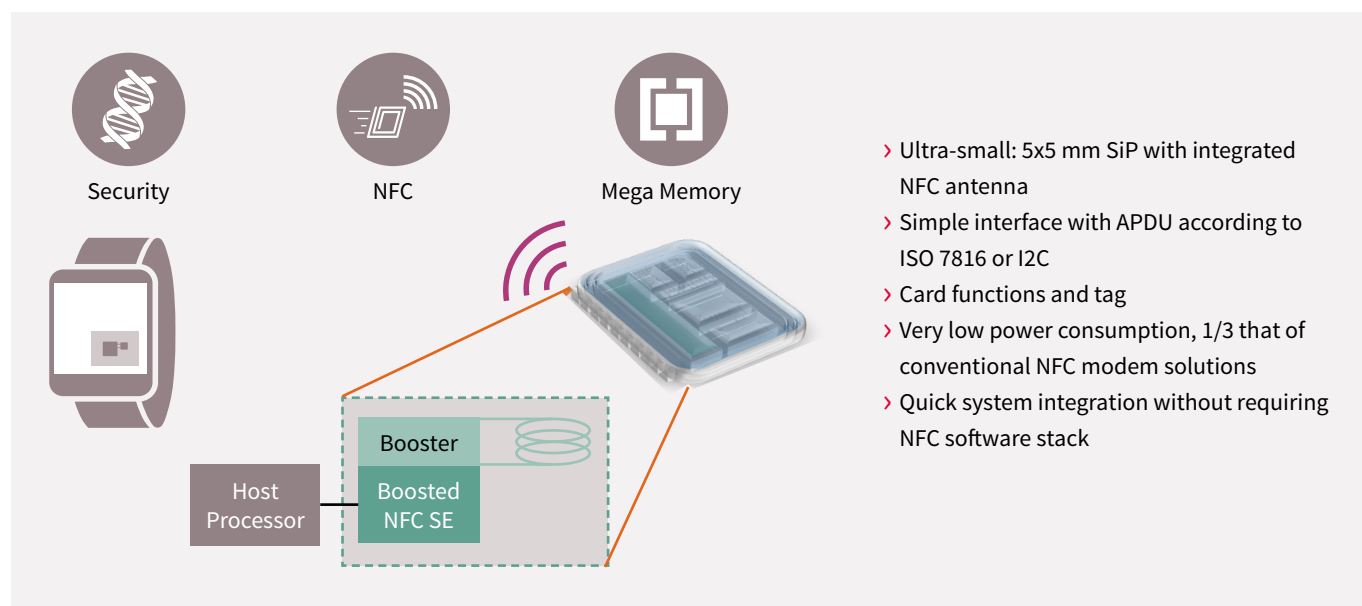 Security
NFC
Mega Memory
Booster
Boosted
NFC SE
Host
Processor
› Ultra-small: 5x5 mm SiP with integrated
NFC antenna
› Simple interface with APDU according to
ISO 7816 or I2C
› Card functions and tag
› Very low power consumption, 1/3 that of
conventional NFC modem solutions
› Quick system integration without requiring
NFC software stack